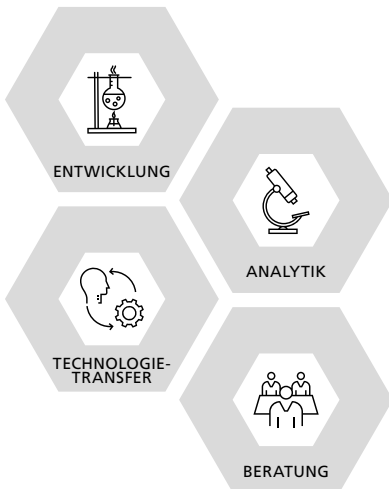 ENTWICKLUNG
ANALYTIK
TECHNOLOGIE-
TRANSFER
BERATUNG